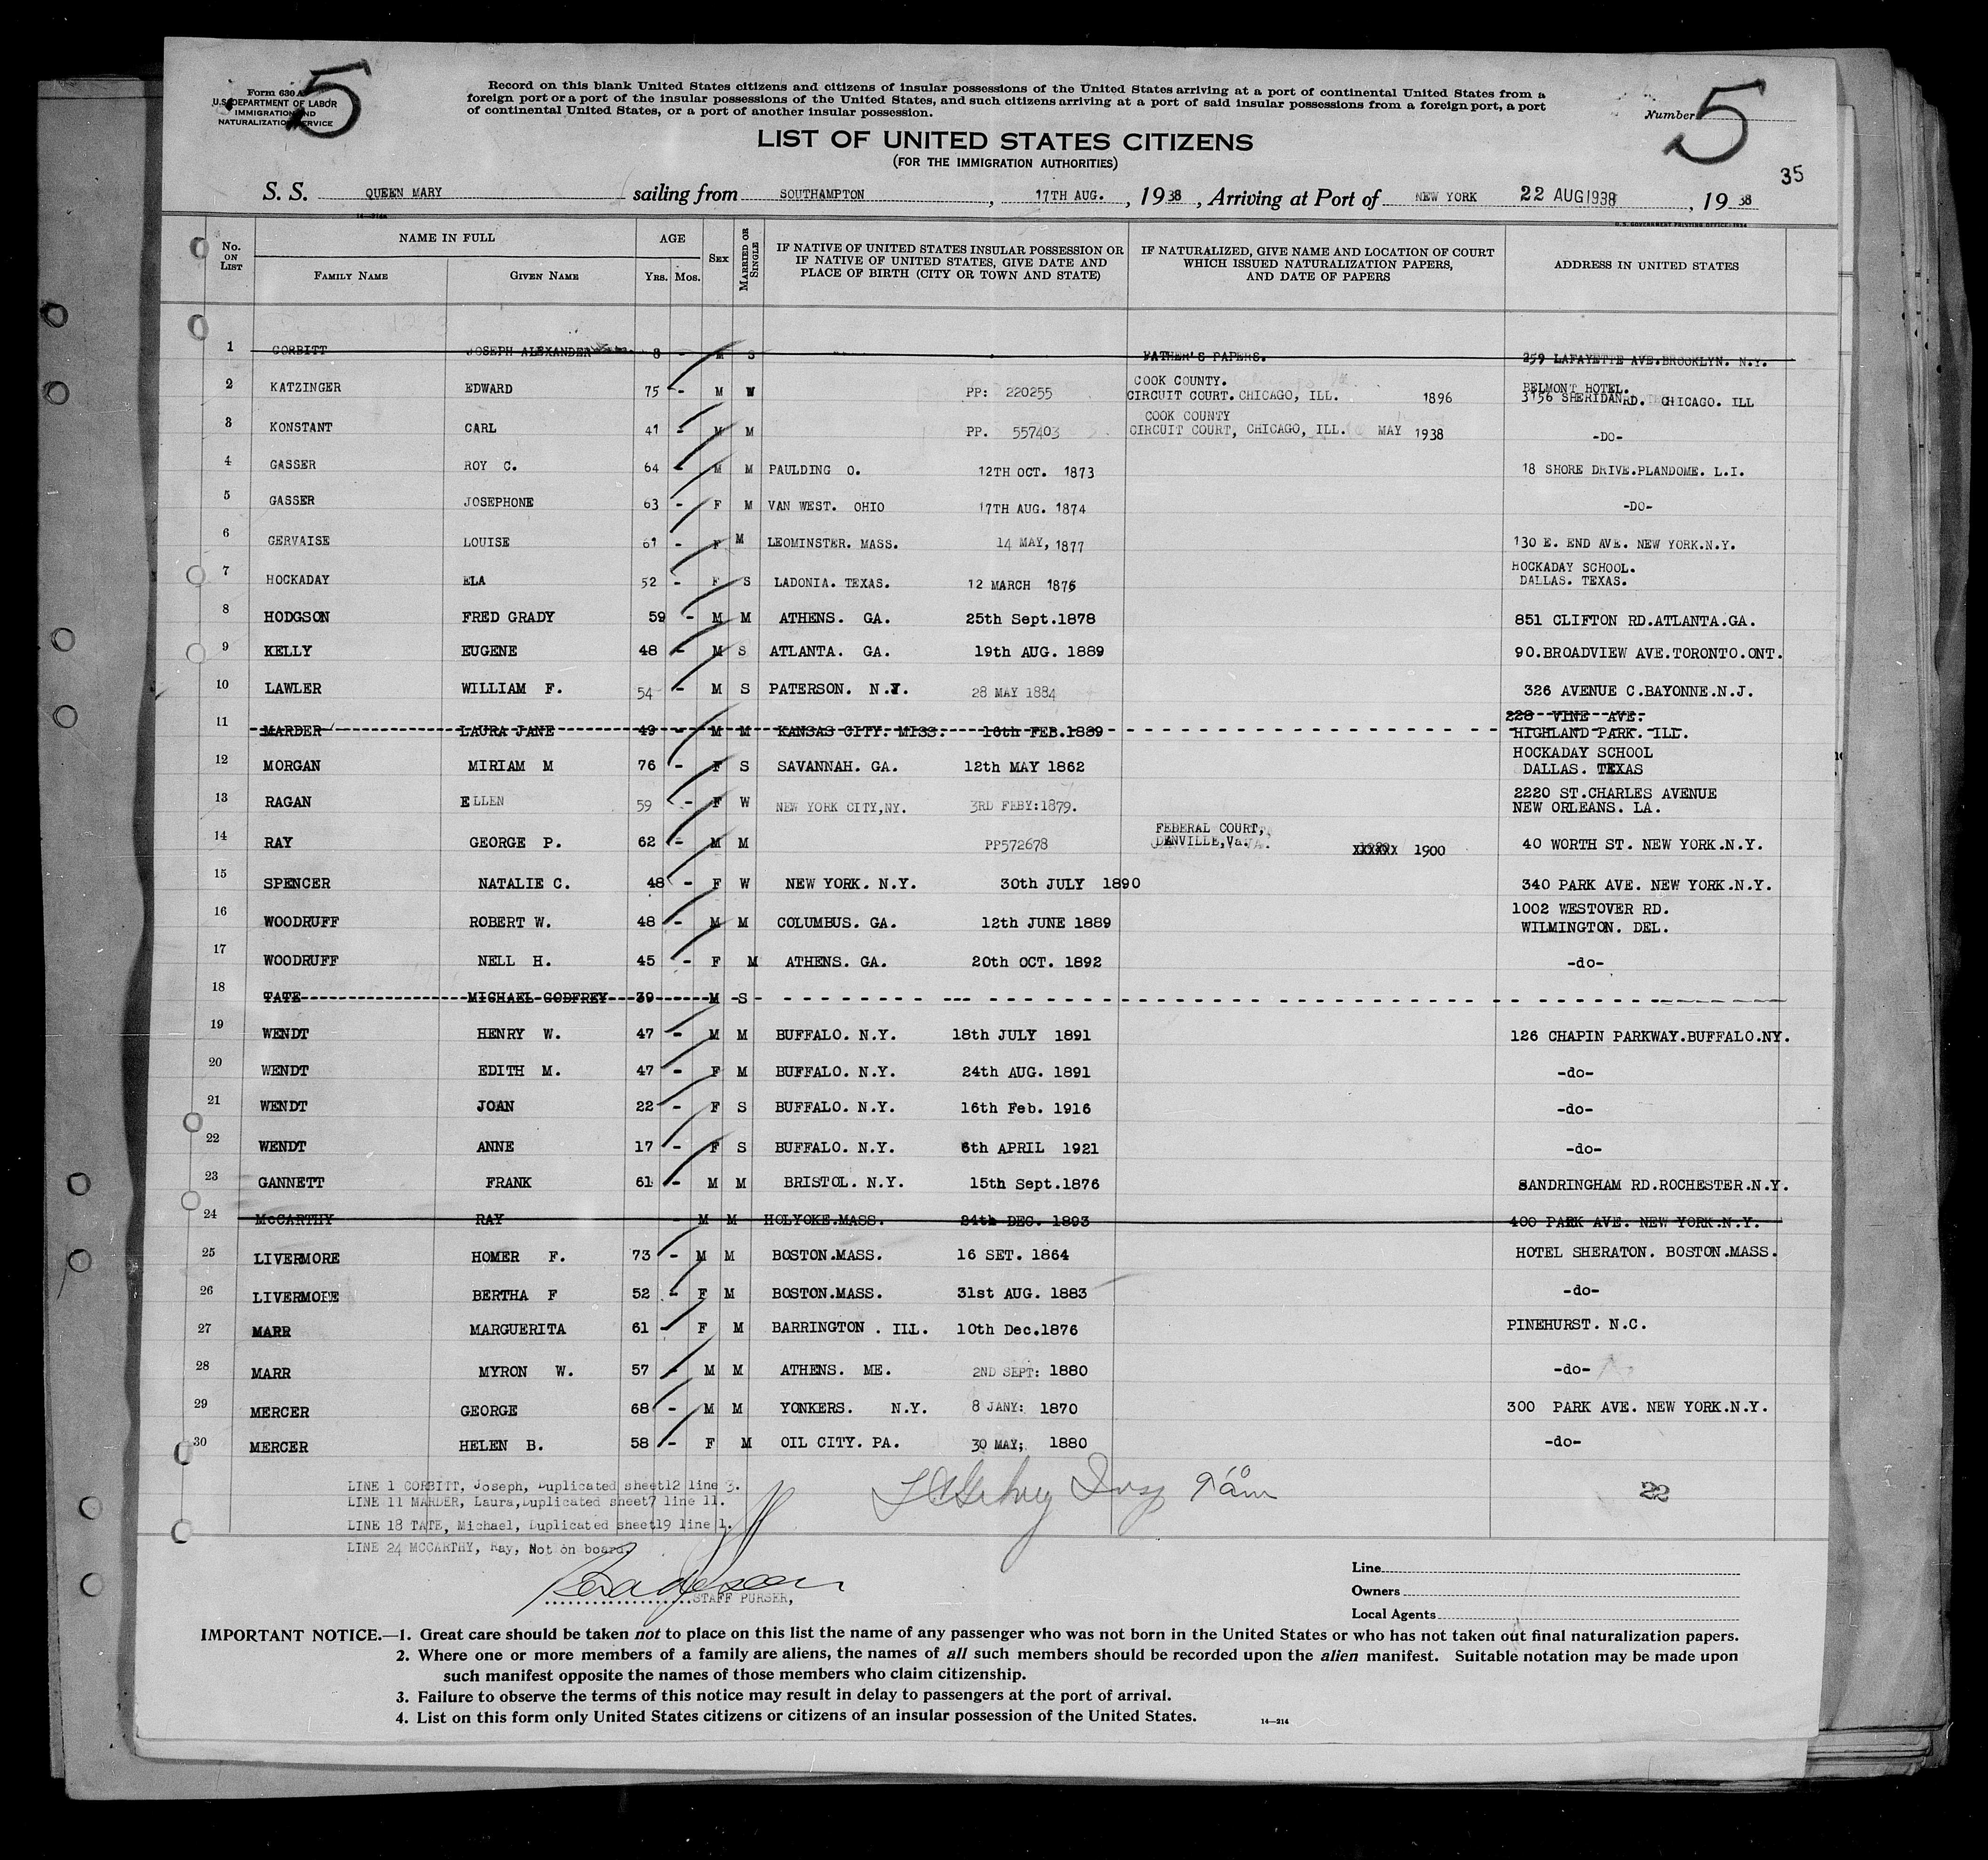 5
Form 630 A
U.S. DEPARTMENT OF LABOR
IMMIGRATION AND
NATURALIZATION SERVICE
Record on this blank United States citizens and citizens of insular possessions of the United States arriving at a port of continental United States from a
foreign port or a port of the insular possessions of the United States, and such citizens arriving at a port of said insular possessions from a foreign port, a port
of continental United States, or a port of another insular possession.
Number 5
LIST OF UNITED STATES CITIZENS
(FOR THE IMMIGRATION AUTHORITIES)
35
S. S. QUEEN MARY sailing from SOUTHAMPTON, 17TH AUG., 1938, Arriving at Port of NEW YORK 22 AUG 1938, 19 38
14—214a
U. S. GOVERNMENT PRINTING OFFICE: 1934
No. ON LIST NAME IN FULL AGE SEX MARRIED OR SINGLE IF NATIVE OF UNITED STATES INSULAR POSSESSION OR IF NATIVE OF UNITED STATES, GIVE DATE AND PLACE OF BIRTH (CITY OR TOWN AND STATE) IF NATURALIZED, GIVE NAME AND LOCATION OF COURT WHICH ISSUED NATURALIZATION PAPERS, AND DATE OF PAPERS ADDRESS IN UNITED STATES
FAMILY NAME GIVEN NAME YRS. MOS.
1 CORBITT JOSEPH ALEXANDER 8 - M S FATHER'S PAPERS. 259 LAFAYETTE AVE.BROOKLYN. N.Y.
2 KATZINGER EDWARD 75 - M W PP: 220255 COOK COUNTY. CIRCUIT COURT. CHICAGO, ILL. 1896 BELMONT HOTEL. 3156 SHERIDAN RD. CHICAGO. ILL
3 KONSTANT CARL 41 - M M PP. 557403 COOK COUNTY CIRCUIT COURT, CHICAGO, ILL. MAY 1938 -DO-
4 GASSER ROY C. 64 - M M PAULDING O. 12TH OCT. 1873 18 SHORE DRIVE.PLANDOME. L.I.
5 GASSER JOSEPHONE 63 - F M VAN WEST. OHIO 17TH AUG. 1874 -DO-
6 GERVAISE LOUISE 61 - F M LEOMINSTER. MASS. 14 MAY, 1877 130 E. END AVE. NEW YORK.N.Y.
7 HOCKADAY ELA 52 - F S LADONIA. TEXAS. 12 MARCH 1876 HOCKADAY SCHOOL. DALLAS. TEXAS.
8 HODGSON FRED GRADY 59 - M M ATHENS. GA. 25th Sept.1878 851 CLIFTON RD.ATLANTA.GA.
9 KELLY EUGENE 48 - M S ATLANTA. GA. 19th AUG. 1889 90.BROADVIEW AVE.TORONTO.ONT.
10 LAWLER WILLIAM F. 54 - M S PATERSON. N.J. 28 MAY 1884 326 AVENUE C.BAYONNE.N.J.
11 MARDER LAURA JANE 49 - M M KANSAS CITY. MISS. 16th FEB.1889 228 VINE AVE. HIGHLAND PARK. ILL.
12 MORGAN MIRIAM M 76 - F S SAVANNAH. GA. 12th MAY 1862 HOCKADAY SCHOOL DALLAS. TEXAS
13 RAGAN ELLEN 59 - F W NEW YORK CITY,NY. 3RD FEBY:1879. 2220 ST.CHARLES AVENUE NEW ORLEANS. LA.
14 RAY GEORGE P. 62 - M M PP572678 FEDERAL COURT, DANVILLE,Va. XXXXXX 1900 40 WORTH ST. NEW YORK.N.Y.
15 SPENCER NATALIE C. 48 - F W NEW YORK. N.Y. 30th JULY 1890 340 PARK AVE. NEW YORK.N.Y.
16 WOODRUFF ROBERT W. 48 - M M COLUMBUS. GA. 12th JUNE 1889 1002 WESTOVER RD. WILMINGTON. DEL.
17 WOODRUFF NELL H. 45 - F M ATHENS. GA. 20th OCT. 1892 -do-
18 TATE MICHAEL GODFREY 39 M S
19 WENDT HENRY W. 47 - M M BUFFALO. N.Y. 18th JULY 1891 126 CHAPIN PARKWAY.BUFFALO.NY.
20 WENDT EDITH M. 47 - F M BUFFALO. N.Y. 24th AUG. 1891 -do-
21 WENDT JOAN 22 - F S BUFFALO. N.Y. 16th Feb. 1916 -do-
22 WENDT ANNE 17 - F S BUFFALO. N.Y. 6th APRIL 1921 -do-
23 GANNETT FRANK 61 - M M BRISTOL. N.Y. 15th Sept.1876 SANDRINGHAM RD.ROCHESTER.N.Y.
24 McCARTHY RAY - M M HOLYOKE.MASS. 24th DEC. 1893 400 PARK AVE. NEW YORK.N.Y.
25 LIVERMORE HOMER F. 73 - M M BOSTON.MASS. 16 SET. 1864 HOTEL SHERATON. BOSTON.MASS.
26 LIVERMORE BERTHA F 52 - F M BOSTON.MASS. 31st AUG. 1883 -do-
27 MARR MARGUERITA 61 - F M BARRINGTON . ILL. 10th Dec.1876 PINEHURST. N.C.
28 MARR MYRON W. 57 - M M ATHENS. ME. 2ND SEPT: 1880 -do-
29 MERCER GEORGE 68 - M M YONKERS. N.Y. 8 JANY: 1870 300 PARK AVE. NEW YORK.N.Y.
30 MERCER HELEN B. 58 - F M OIL CITY. PA. 30 MAY; 1880 -do-
LINE 1 CORBITT, Joseph, Duplicated sheet12 line 3.
LINE 11 MARDER, Laura,Duplicated sheet7 line 11.
22
LINE 18 TATE, Michael, Duplicated sheet19 line 1.
LINE 24 MCCARTHY, Ray, Not on board.
STAFF PURSER,
Line
Owners
Local Agents
IMPORTANT NOTICE.—1. Great care should be taken not to place on this list the name of any passenger who was not born in the United States or who has not taken out final naturalization papers.
2. Where one or more members of a family are aliens, the names of all such members should be recorded upon the alien manifest. Suitable notation may be made upon
such manifest opposite the names of those members who claim citizenship.
3. Failure to observe the terms of this notice may result in delay to passengers at the port of arrival.
4. List on this form only United States citizens or citizens of an insular possession of the United States.
14—214